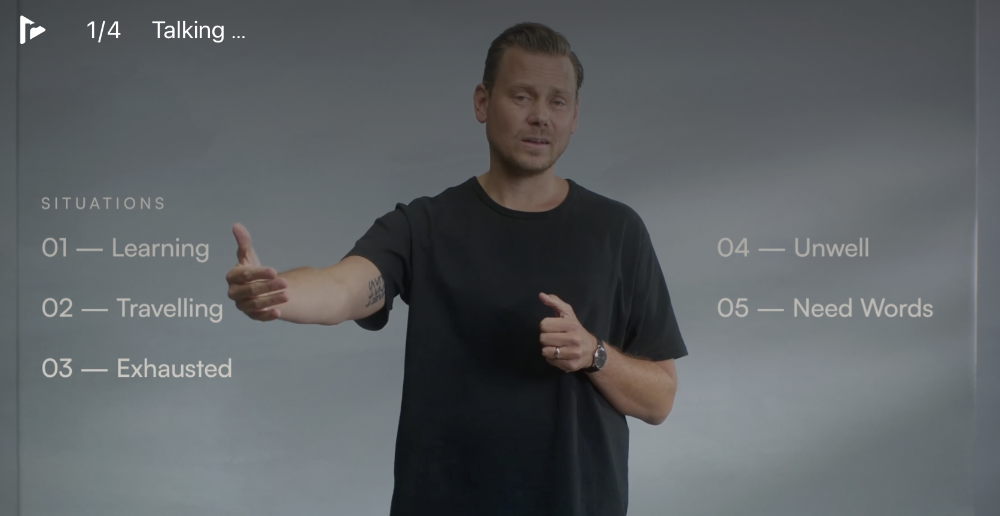 1/4 Talking ...
SITUATIONS
01 — Learning
02 — Travelling
03 — Exhausted
04 — Unwell
05 — Need Words